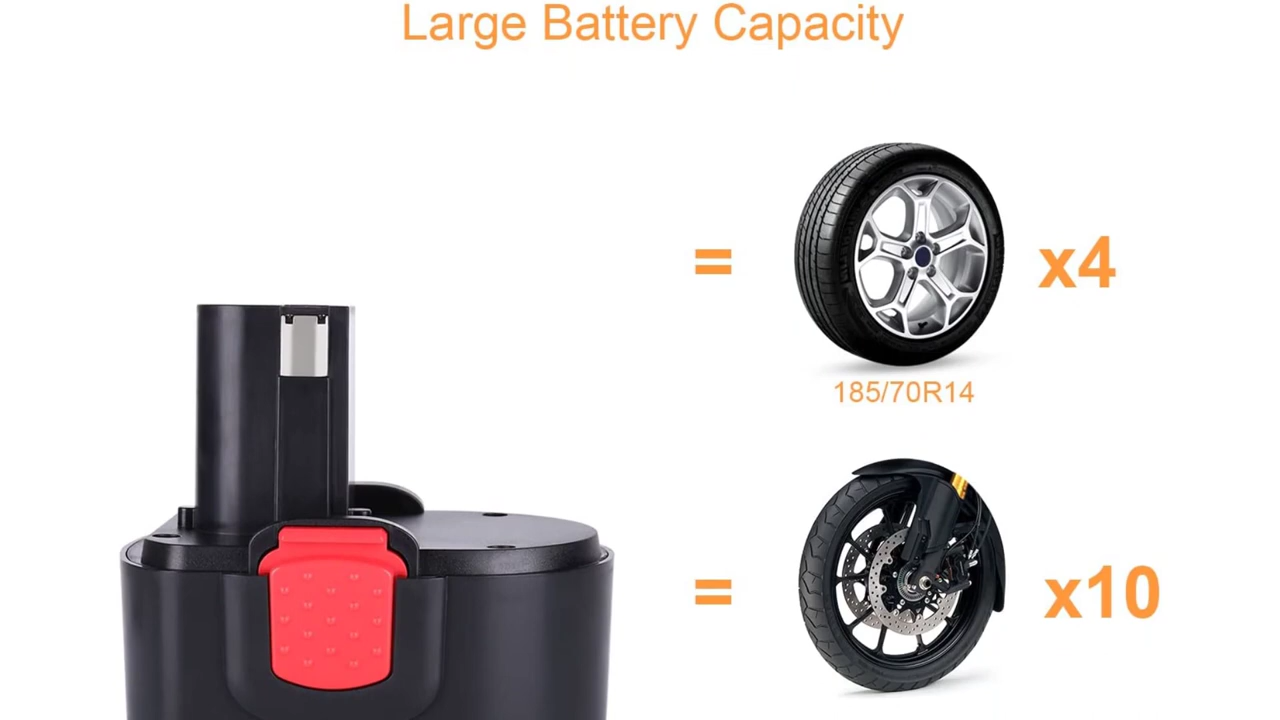 Large Battery Capacity
= x4
185/70R14
= x10